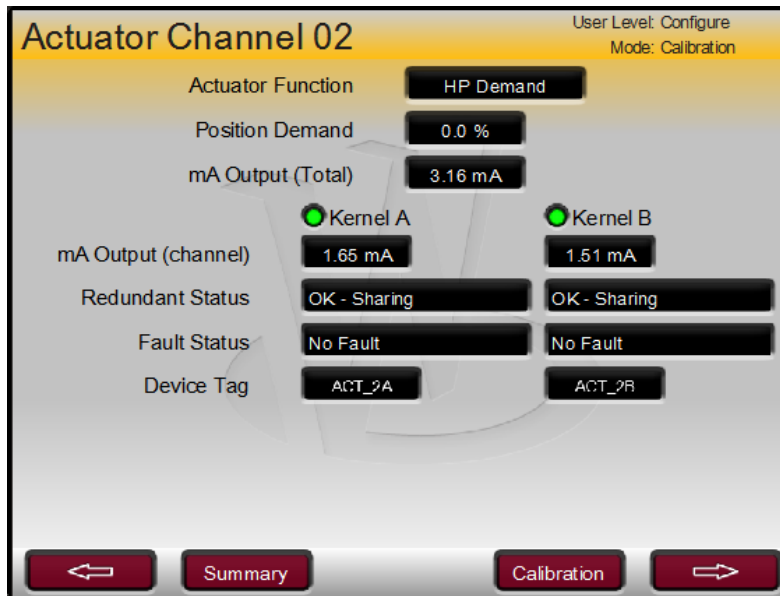 Actuator Channel 02
User Level: Configure
Mode: Calibration
Actuator Function HP Demand
Position Demand 0.0 %
mA Output (Total) 3.16 mA
Kernel A Kernel B
mA Output (channel) 1.65 mA 1.51 mA
Redundant Status OK - Sharing OK - Sharing
Fault Status No Fault No Fault
Device Tag ACT_2A ACT_2B
Summary Calibration